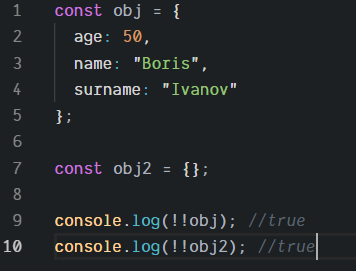 1 const obj = {
2   age: 50,
3   name: "Boris",
4   surname: "Ivanov"
5 };
6
7 const obj2 = {};
8
9 console.log(!!obj); //true
10 console.log(!!obj2); //true